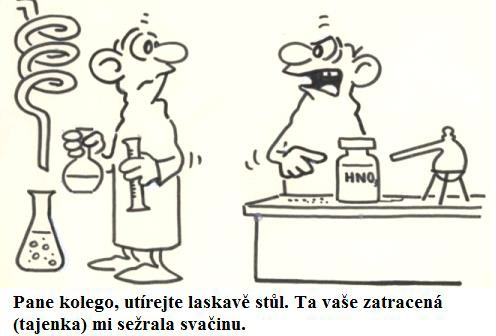 HNO₃
Pane kolego, utírejte laskavě stůl. Ta vaše zatracená
(tajenka) mi sežrala svačinu.